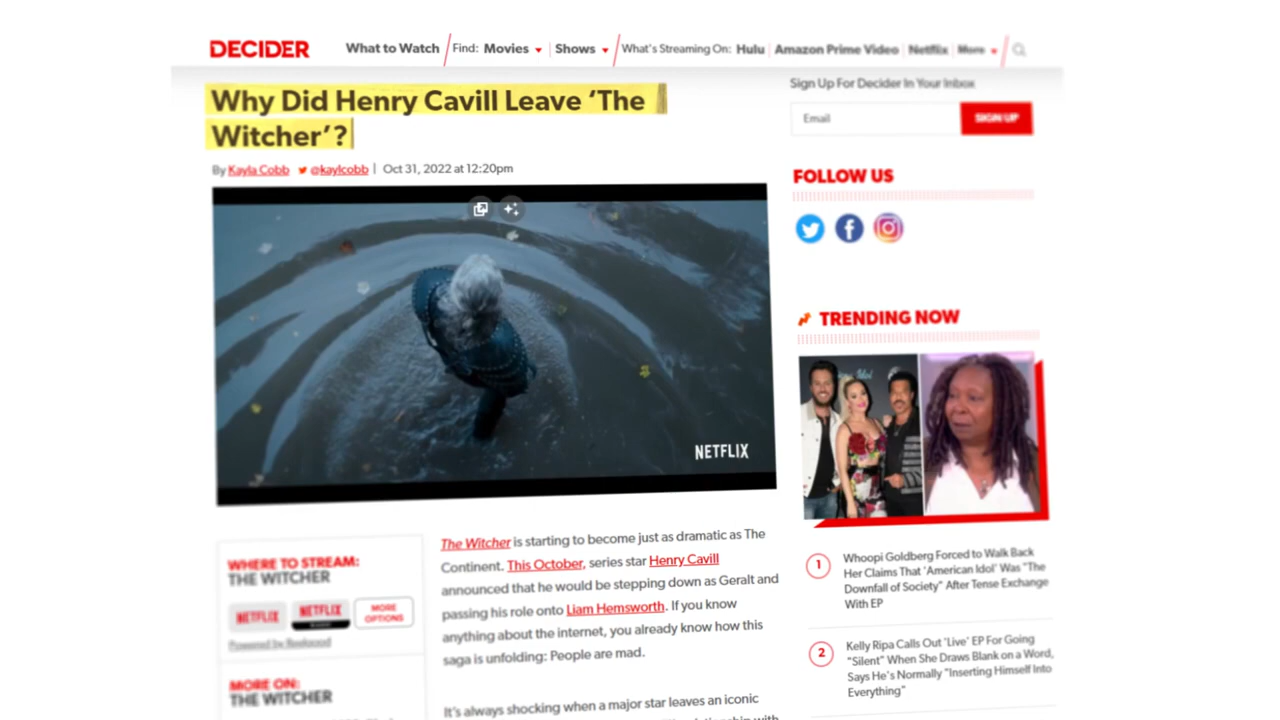 DECIDER
What to Watch
Find: Movies
Shows
What's Streaming On: Hulu
Amazon Prime Video
Netflix
More
Why Did Henry Cavill Leave ‘The
Witcher’?
By Kayla Cobb @kaylcobb | Oct 31, 2022 at 12:20pm
NETFLIX
WHERE TO STREAM:
THE WITCHER
NETFLIX
NETFLIX
MORE
OPTIONS
Powered by Reelgood
MORE ON:
THE WITCHER
The Witcher is starting to become just as dramatic as The
Continent. This October, series star Henry Cavill
announced that he would be stepping down as Geralt and
passing his role onto Liam Hemsworth. If you know
anything about the internet, you already know how this
saga is unfolding: People are mad.
It's always shocking when a major star leaves an iconic
Sign Up For Decider In Your Inbox
Email
SIGN UP
FOLLOW US
TRENDING NOW
1
Whoopi Goldberg Forced to Walk Back
Her Claims That 'American Idol' Was "The
Downfall of Society" After Tense Exchange
With EP
2
Kelly Ripa Calls Out 'Live' EP For Going
"Silent" When She Draws Blank on a Word,
Says He's Normally "Inserting Himself Into
Everything"